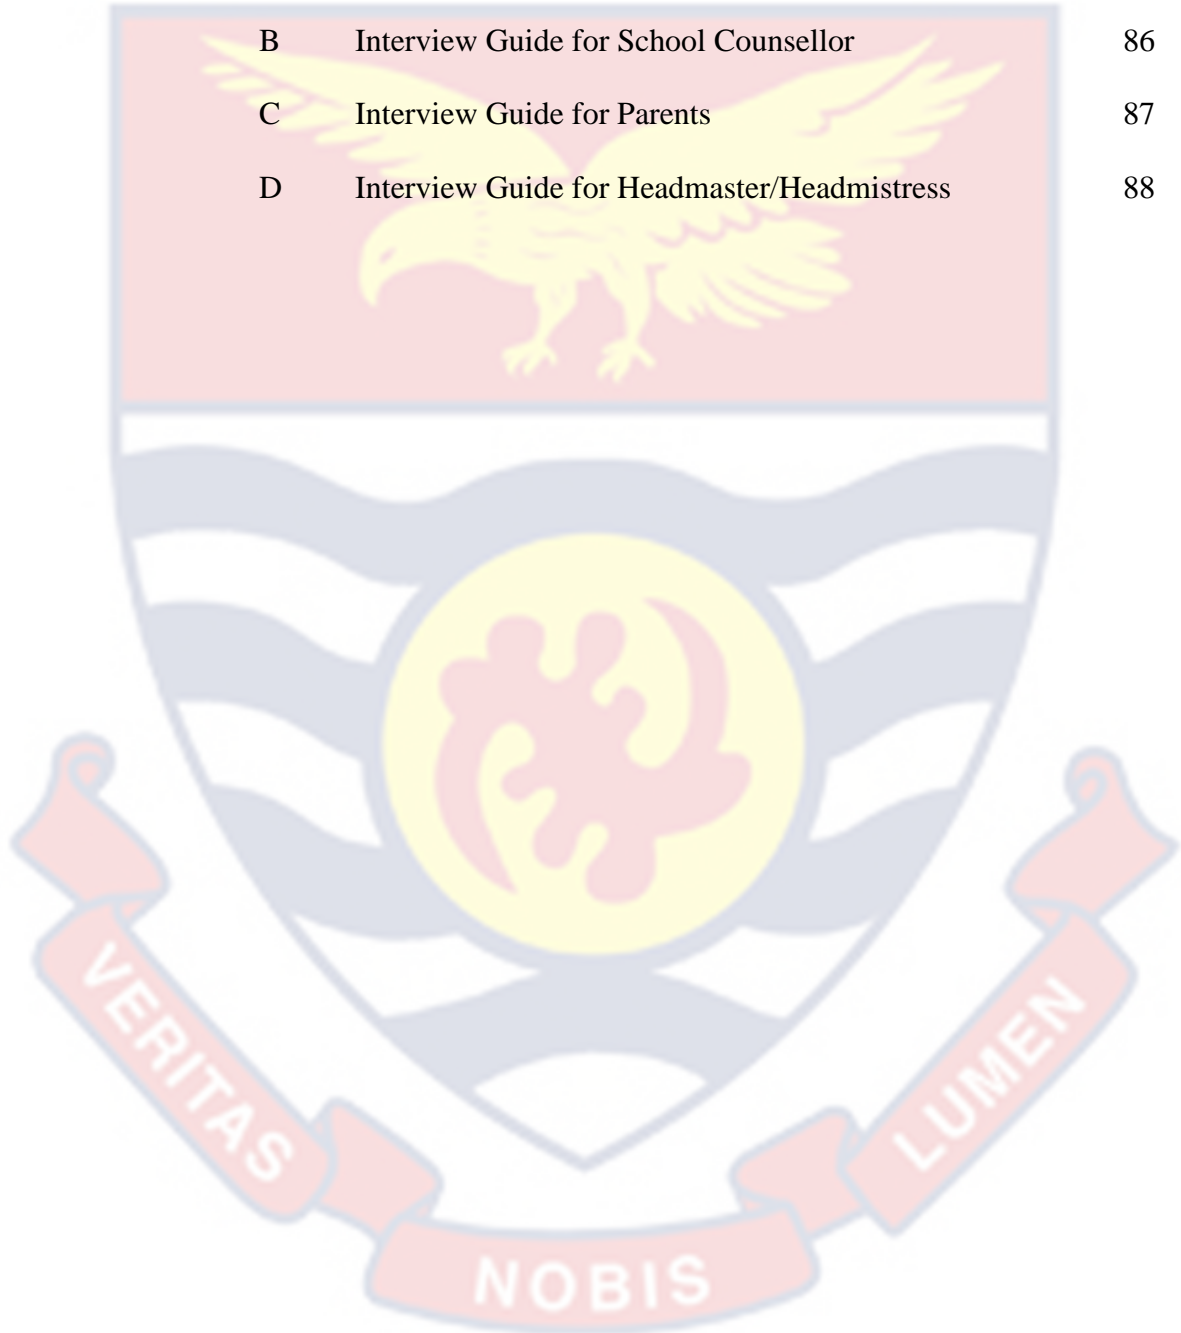 B Interview Guide for School Counsellor 86
C Interview Guide for Parents 87
D Interview Guide for Headmaster/Headmistress 88
VERITAS
NOBIS
LUMEN